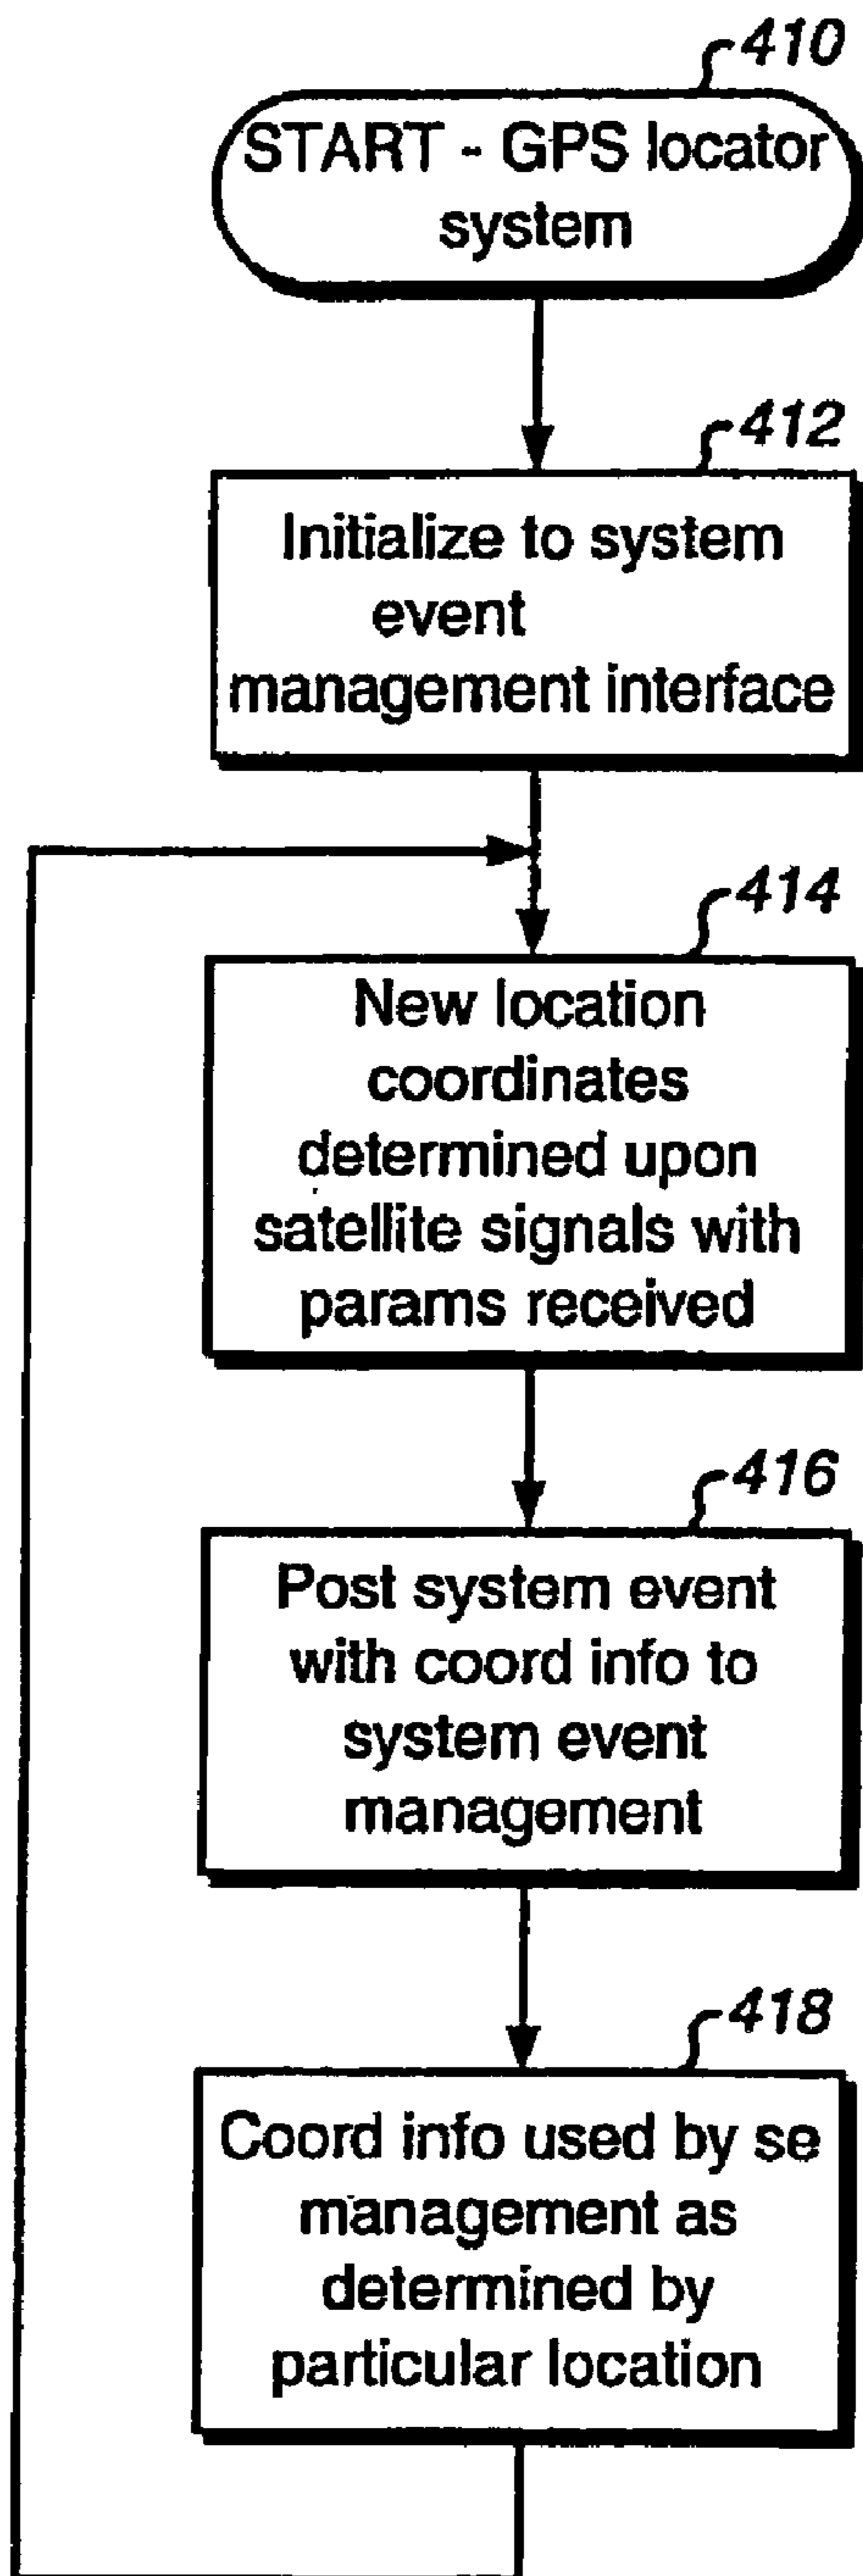 410
START - GPS locator
system
412
Initialize to system
event
management interface
414
New location
coordinates
determined upon
satellite signals with
params received
416
Post system event
with coord info to
system event
management
418
Coord info used by se
management as
determined by
particular location